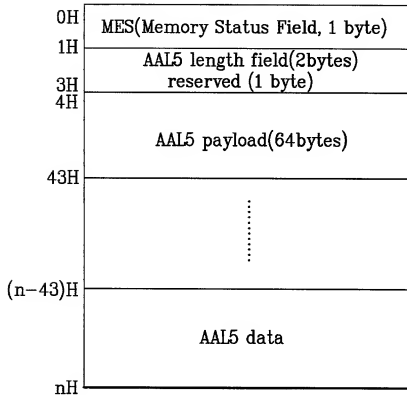 0H
MES(Memory Status Field, 1 byte)
1H
AAL5 length field(2bytes)
reserved (1 byte)
3H
4H
AAL5 payload(64bytes)
43H
(n-43)H
AAL5 data
nH